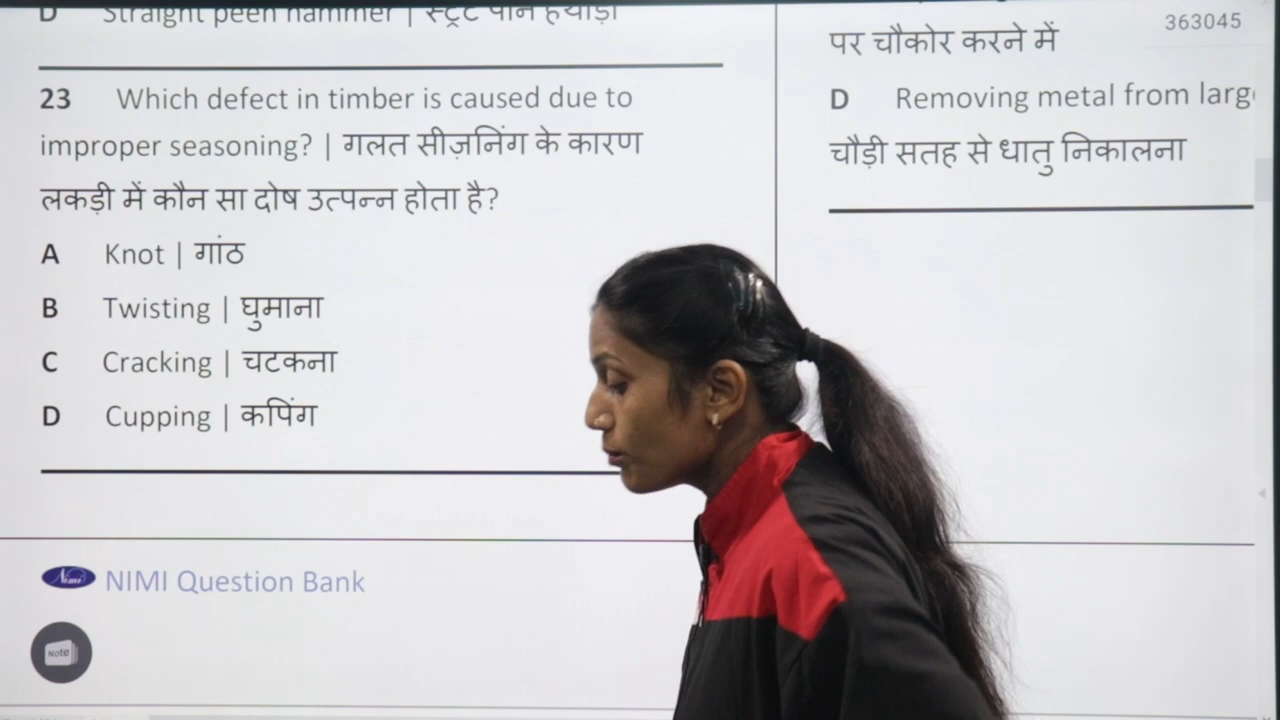 D Straight peen hammer | स्ट्रेट पीन हथौड़ा
23 Which defect in timber is caused due to
improper seasoning? | गलत सीज़निंग के कारण
लकड़ी में कौन सा दोष उत्पन्न होता है?
A Knot | गांठ
B Twisting | घुमाना
C Cracking | चटकना
D Cupping | कपिंग
Nimi NIMI Question Bank
Note
363045
पर चौकोर करने में
D Removing metal from
चौड़ी सतह से धातु निकालना